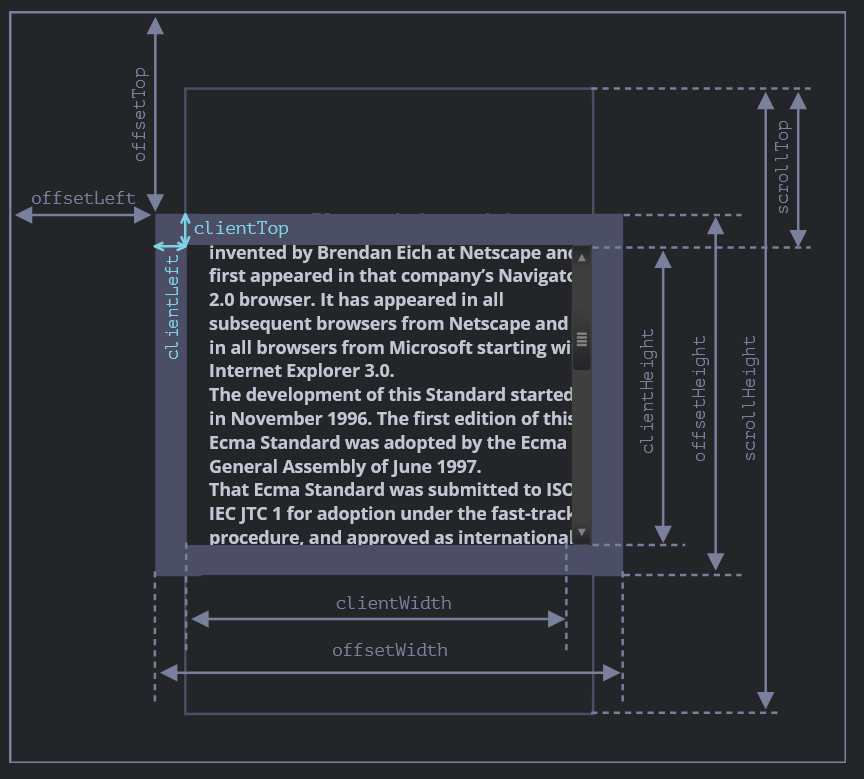 offsetTop
scrollTop
offsetLeft
clientTop
clientLeft
invented by Brendan Eich at Netscape and
first appeared in that company’s Navigato
2.0 browser. It has appeared in all
subsequent browsers from Netscape and
in all browsers from Microsoft starting wi
Internet Explorer 3.0.
The development of this Standard started
in November 1996. The first edition of this
Ecma Standard was adopted by the Ecma
General Assembly of June 1997.
That Ecma Standard was submitted to ISO
IEC JTC 1 for adoption under the fast-track
procedure, and approved as international
clientHeight
offsetHeight
scrollHeight
clientWidth
offsetWidth